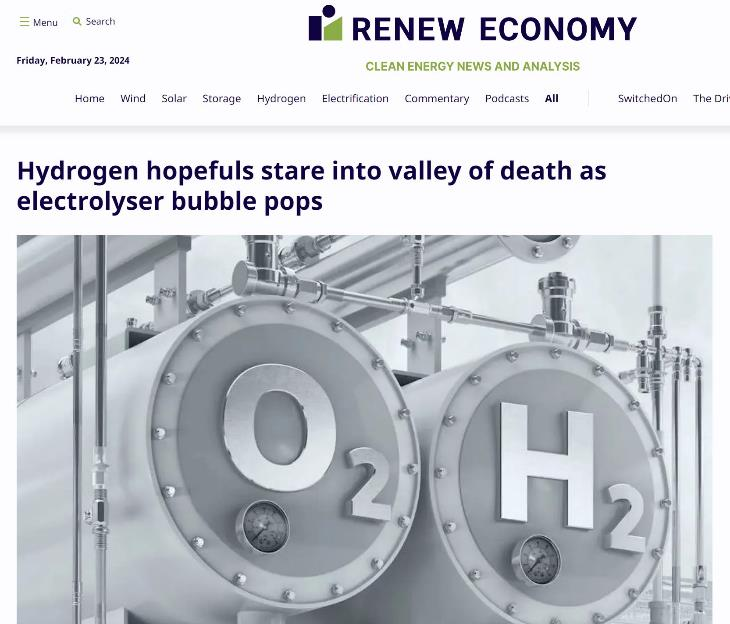 Menu
Search
RENEW ECONOMY
Friday, February 23, 2024
CLEAN ENERGY NEWS AND ANALYSIS
Home Wind Solar Storage Hydrogen Electrification Commentary Podcasts All SwitchedOn The
Hydrogen hopefuls stare into valley of death as
electrolyser bubble pops
O2
H2